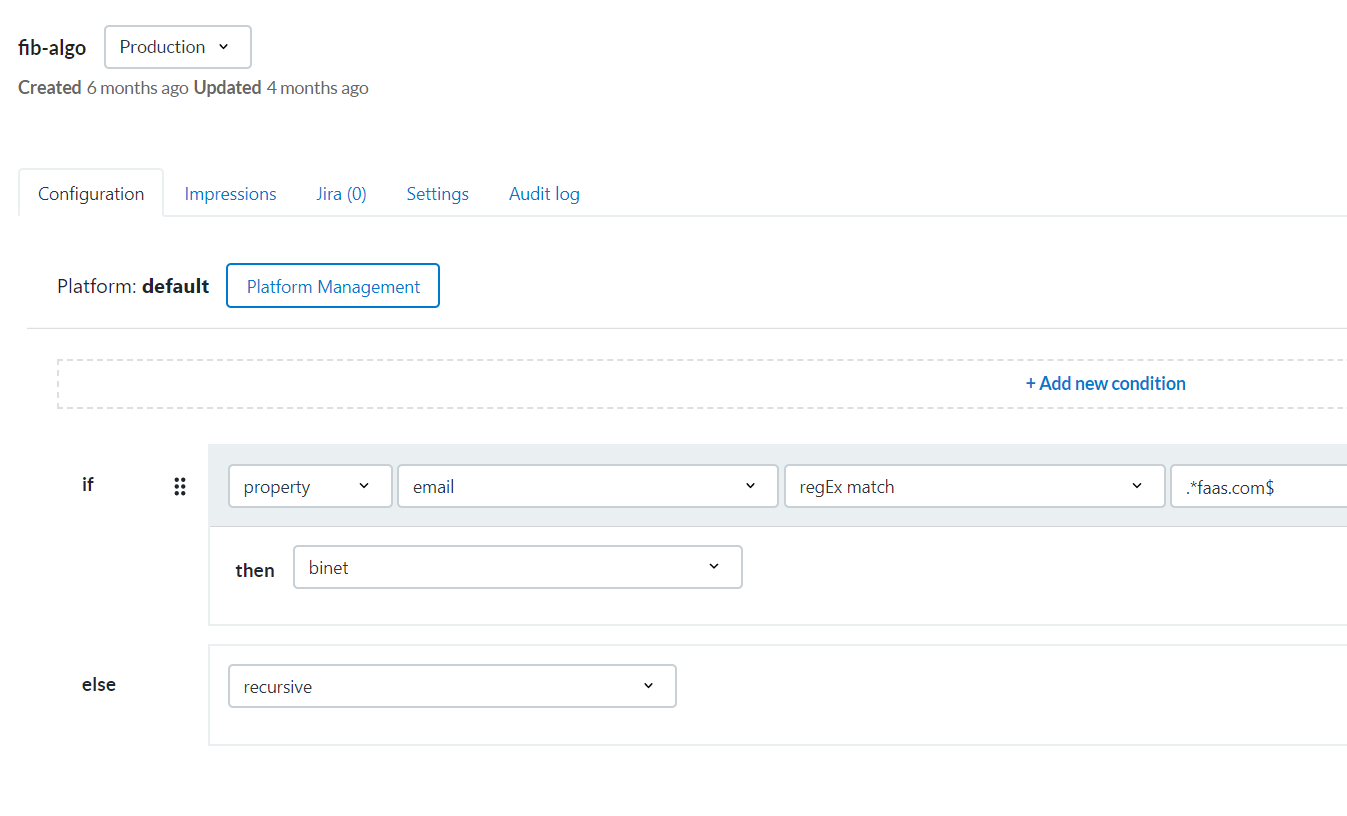 fib-algo Production
Created 6 months ago Updated 4 months ago
Configuration Impressions Jira (0) Settings Audit log
Platform: default Platform Management
+ Add new condition
if property email regEx match .*faas.com$
then binet
else recursive